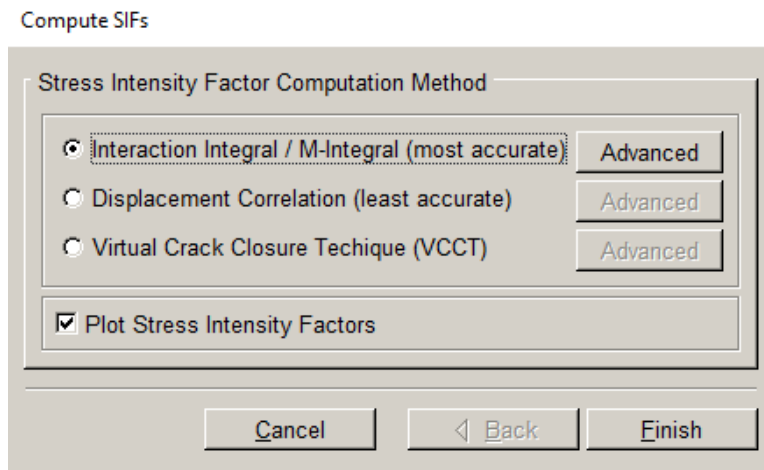 Compute SIFs
Stress Intensity Factor Computation Method
Interaction Integral / M-Integral (most accurate) Advanced
Displacement Correlation (least accurate) Advanced
Virtual Crack Closure Techique (VCCT) Advanced
Plot Stress Intensity Factors
Cancel Back Finish